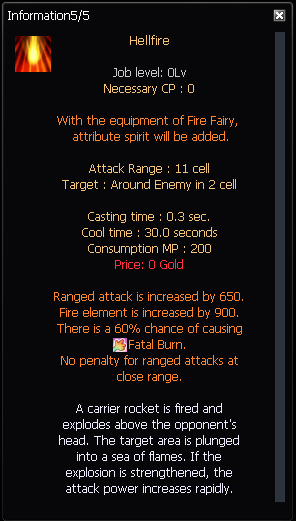 Information5/5
Hellfire
Job level: 0Lv
Necessary CP : 0
With the equipment of Fire Fairy,
attribute spirit will be added.
Attack Range : 11 cell
Target : Around Enemy in 2 cell
Casting time : 0.3 sec.
Cool time : 30.0 seconds
Consumption MP : 200
Price: 0 Gold
Ranged attack is increased by 650.
Fire element is increased by 900.
There is a 60% chance of causing
Fatal Burn.
No penalty for ranged attacks at
close range.
A carrier rocket is fired and
explodes above the opponent's
head. The target area is plunged
into a sea of flames. If the
explosion is strengthened, the
attack power increases rapidly.